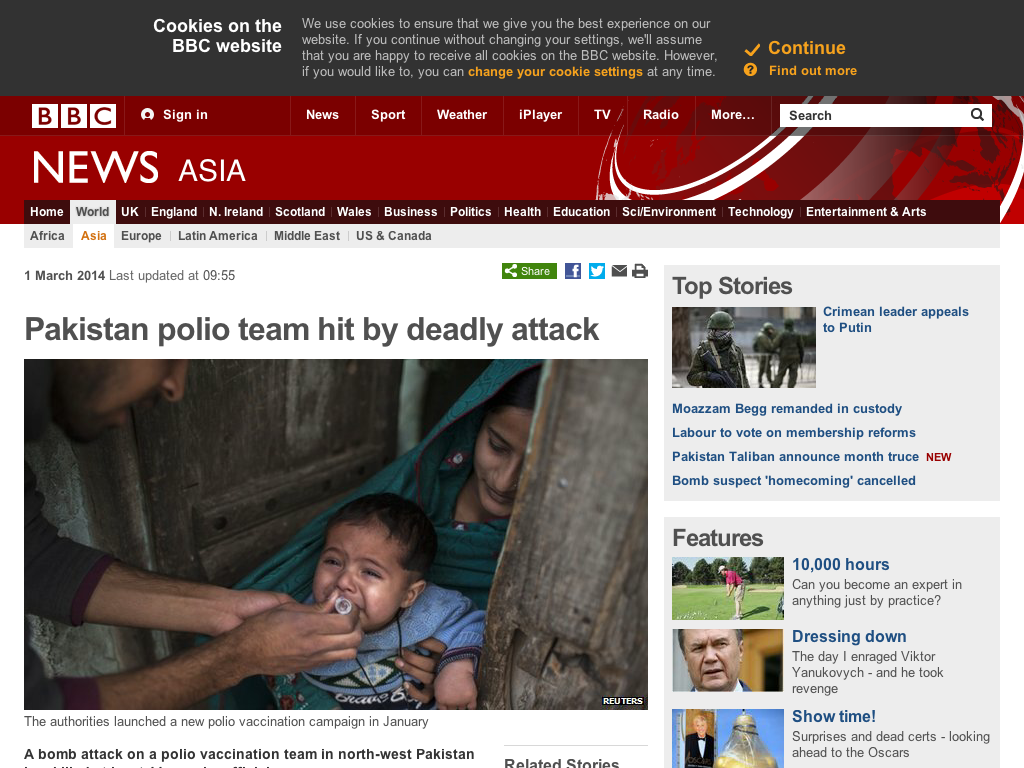 Cookies on the
BBC website
We use cookies to ensure that we give you the best experience on our
website. If you continue without changing your settings, we'll assume
that you are happy to receive all cookies on the BBC website. However,
if you would like to, you can change your cookie settings at any time.
Continue
Find out more
BBC
Sign in
News
Sport
Weather
iPlayer
TV
Radio
More…
Search
NEWS ASIA
Home World UK England N. Ireland Scotland Wales Business Politics Health Education Sci/Environment Technology Entertainment & Arts
Africa Asia Europe Latin America Middle East US & Canada
1 March 2014 Last updated at 09:55
Share
Pakistan polio team hit by deadly attack
REUTERS
The authorities launched a new polio vaccination campaign in January
A bomb attack on a polio vaccination team in north-west Pakistan
Related Stories
Top Stories
Crimean leader appeals
to Putin
Moazzam Begg remanded in custody
Labour to vote on membership reforms
Pakistan Taliban announce month truce NEW
Bomb suspect 'homecoming' cancelled
Features
10,000 hours
Can you become an expert in
anything just by practice?
Dressing down
The day I enraged Viktor
Yanukovych - and he took
revenge
Show time!
Surprises and dead certs - looking
ahead to the Oscars